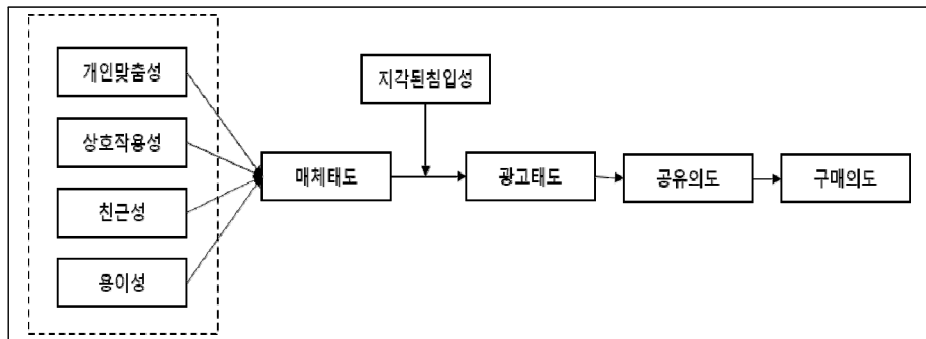 개인맞춤성
상호작용성
친근성
용이성
매체태도
지각된침입성
광고태도
공유의도
구매의도